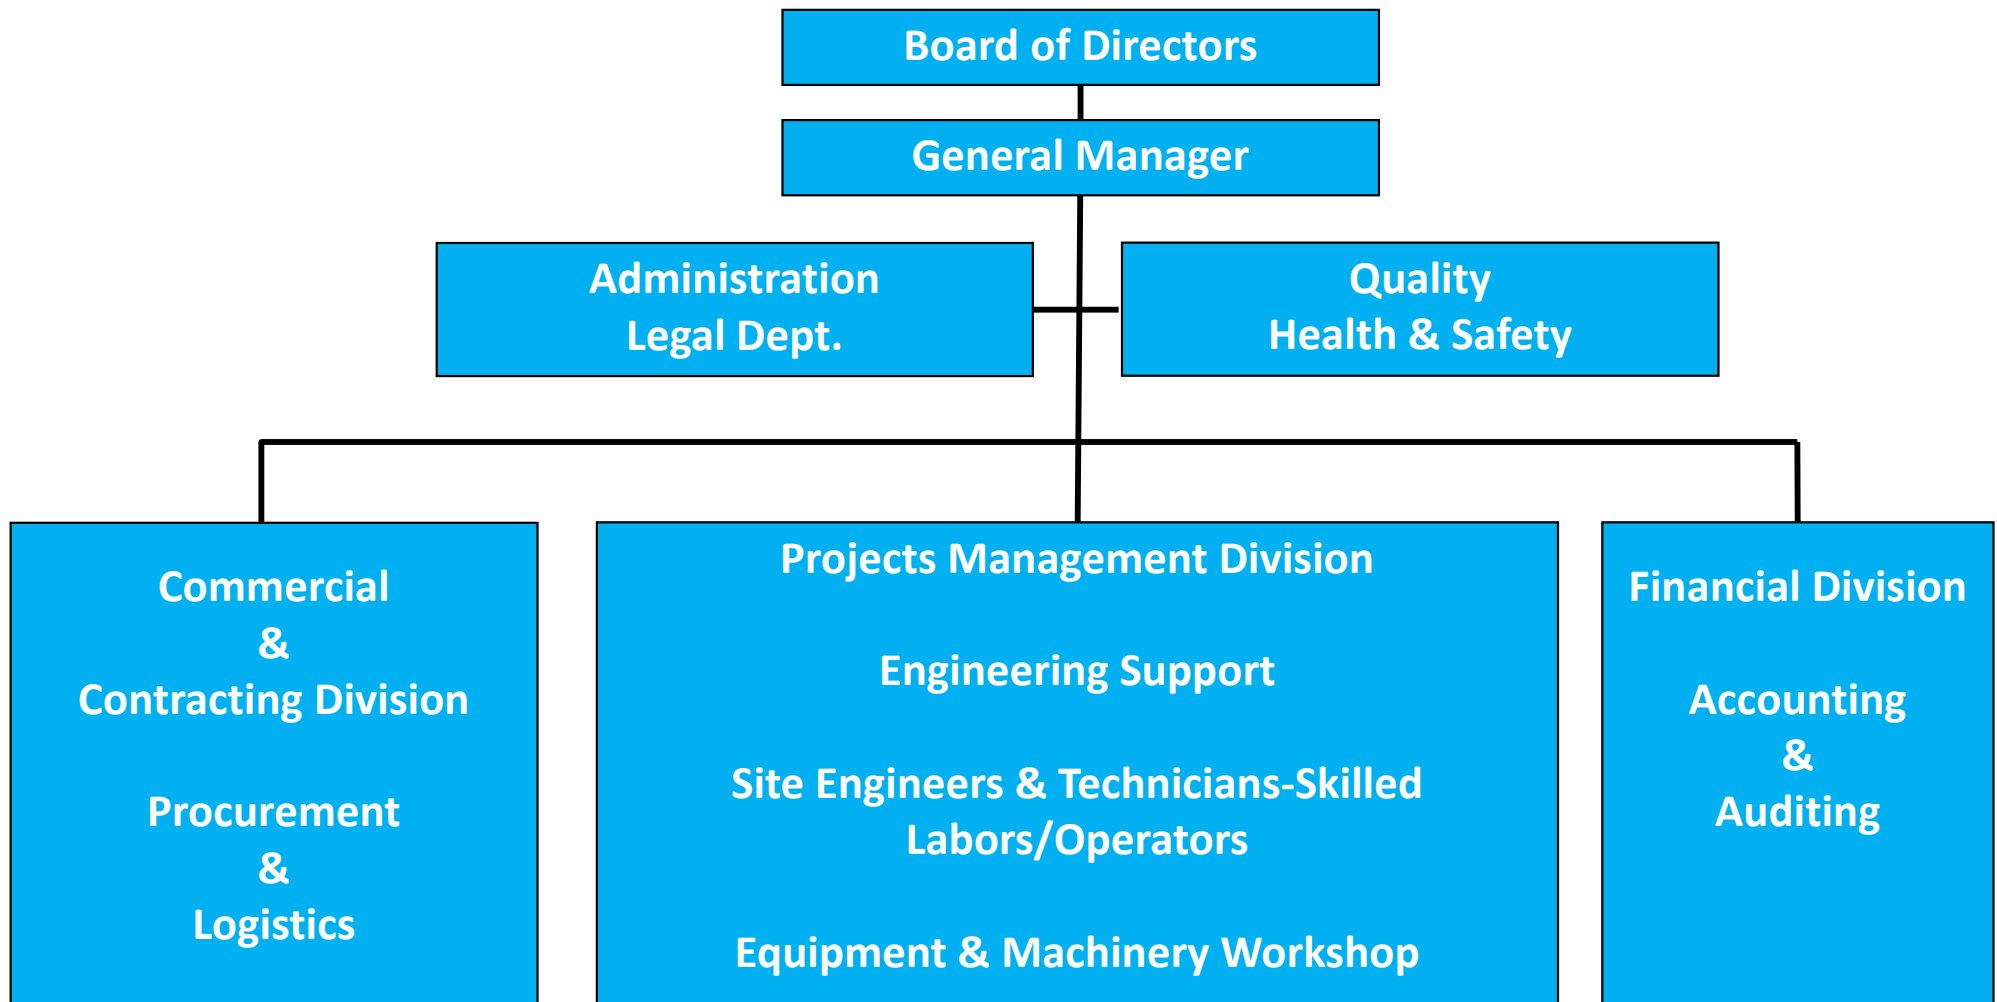 Board of Directors
General Manager
Administration
Legal Dept.
Quality
Health & Safety
Commercial
&
Contracting Division
Procurement
&
Logistics
Projects Management Division
Engineering Support
Site Engineers & Technicians-Skilled
Labors/Operators
Equipment & Machinery Workshop
Financial Division
Accounting
&
Auditing